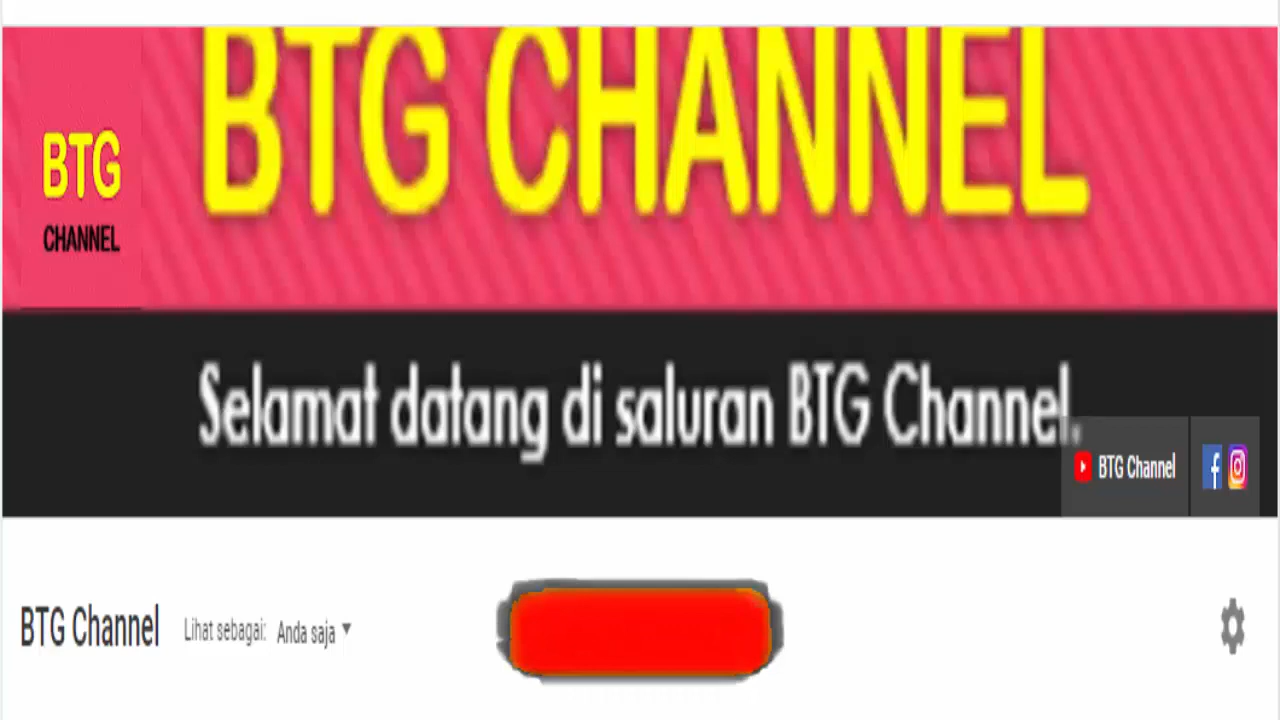 BTG CHANNEL
BTG
CHANNEL
Selamat datang di saluran BTG Channel.
BTG Channel
BTG Channel Lihat sebagai: Anda saja